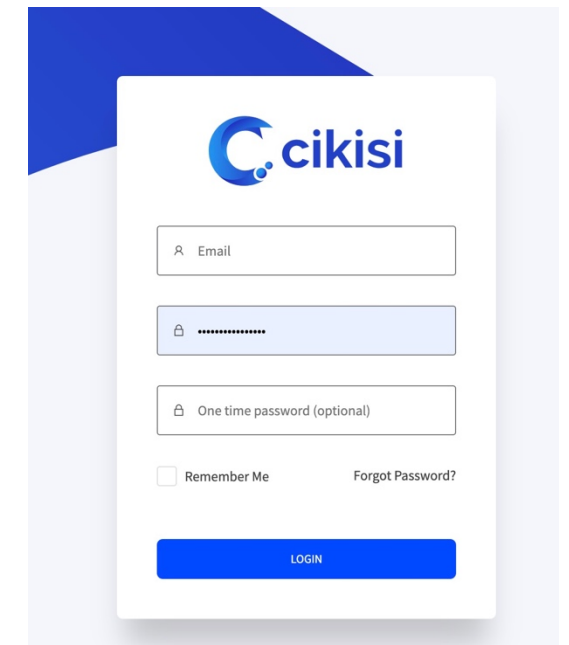 cikisi
Email
••••••••••••••••
One time password (optional)
Remember Me Forgot Password?
LOGIN